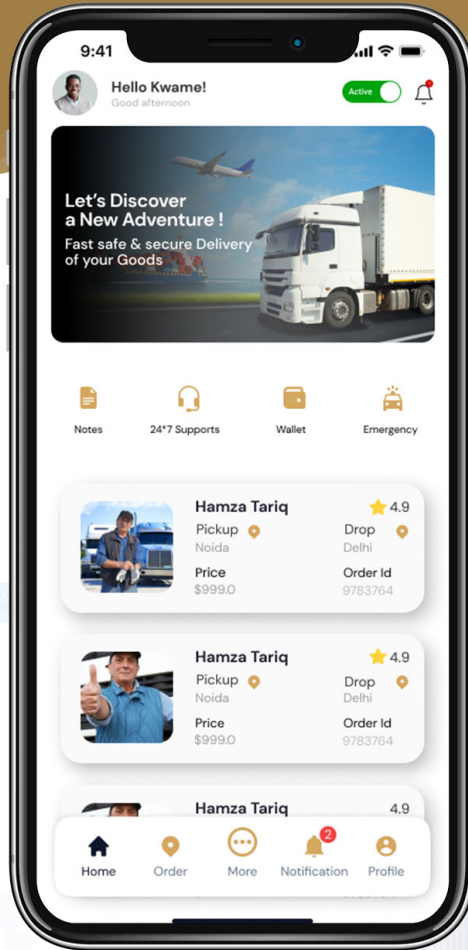 9:41
Hello Kwame!
Good afternoon
Active
Let's Discover
a New Adventure !
Fast safe & secure Delivery
of your Goods
Notes
24*7 Supports
Wallet
Emergency
Hamza Tariq
4.9
Pickup
Drop
Noida
Delhi
Price
Order Id
$999.0
9783764
Hamza Tariq
4.9
Pickup
Drop
Noida
Delhi
Price
Order Id
$999.0
9783764
Hamza Tariq
4.9
2
Home
Order
More
Notification
Profile